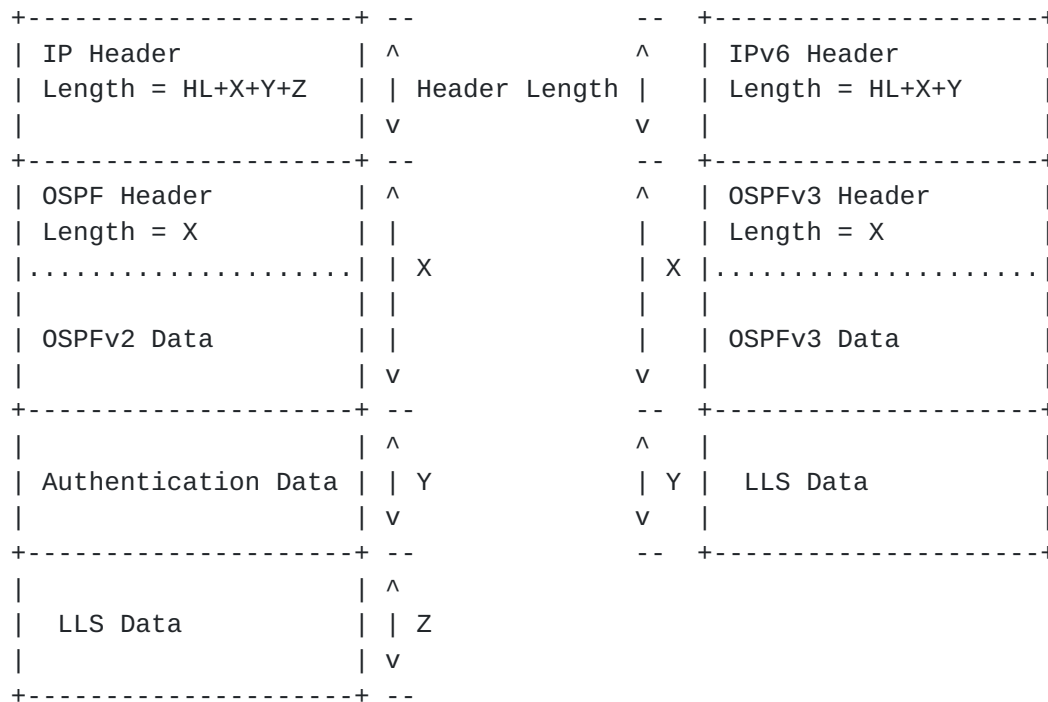 +---------------------+ --              --  +---------------------+
| IP Header           | ^               ^   | IPv6 Header         |
| Length = HL+X+Y+Z   | | Header Length |   | Length = HL+X+Y     |
|                     | v               v   |                     |
+---------------------+ --              --  +---------------------+
| OSPF Header         | ^               ^   | OSPFv3 Header       |
| Length = X          | |               |   | Length = X          |
|.....................| | X             | X |.....................|
|                     | |               |   |                     |
| OSPFv2 Data         | |               |   | OSPFv3 Data         |
|                     | v               v   |                     |
+---------------------+ --              --  +---------------------+
|                     | ^               ^   |                     |
| Authentication Data | | Y             | Y |  LLS Data           |
|                     | v               v   |                     |
+---------------------+ --              --  +---------------------+
|                     | ^
|  LLS Data           | | Z
|                     | v
+---------------------+ --